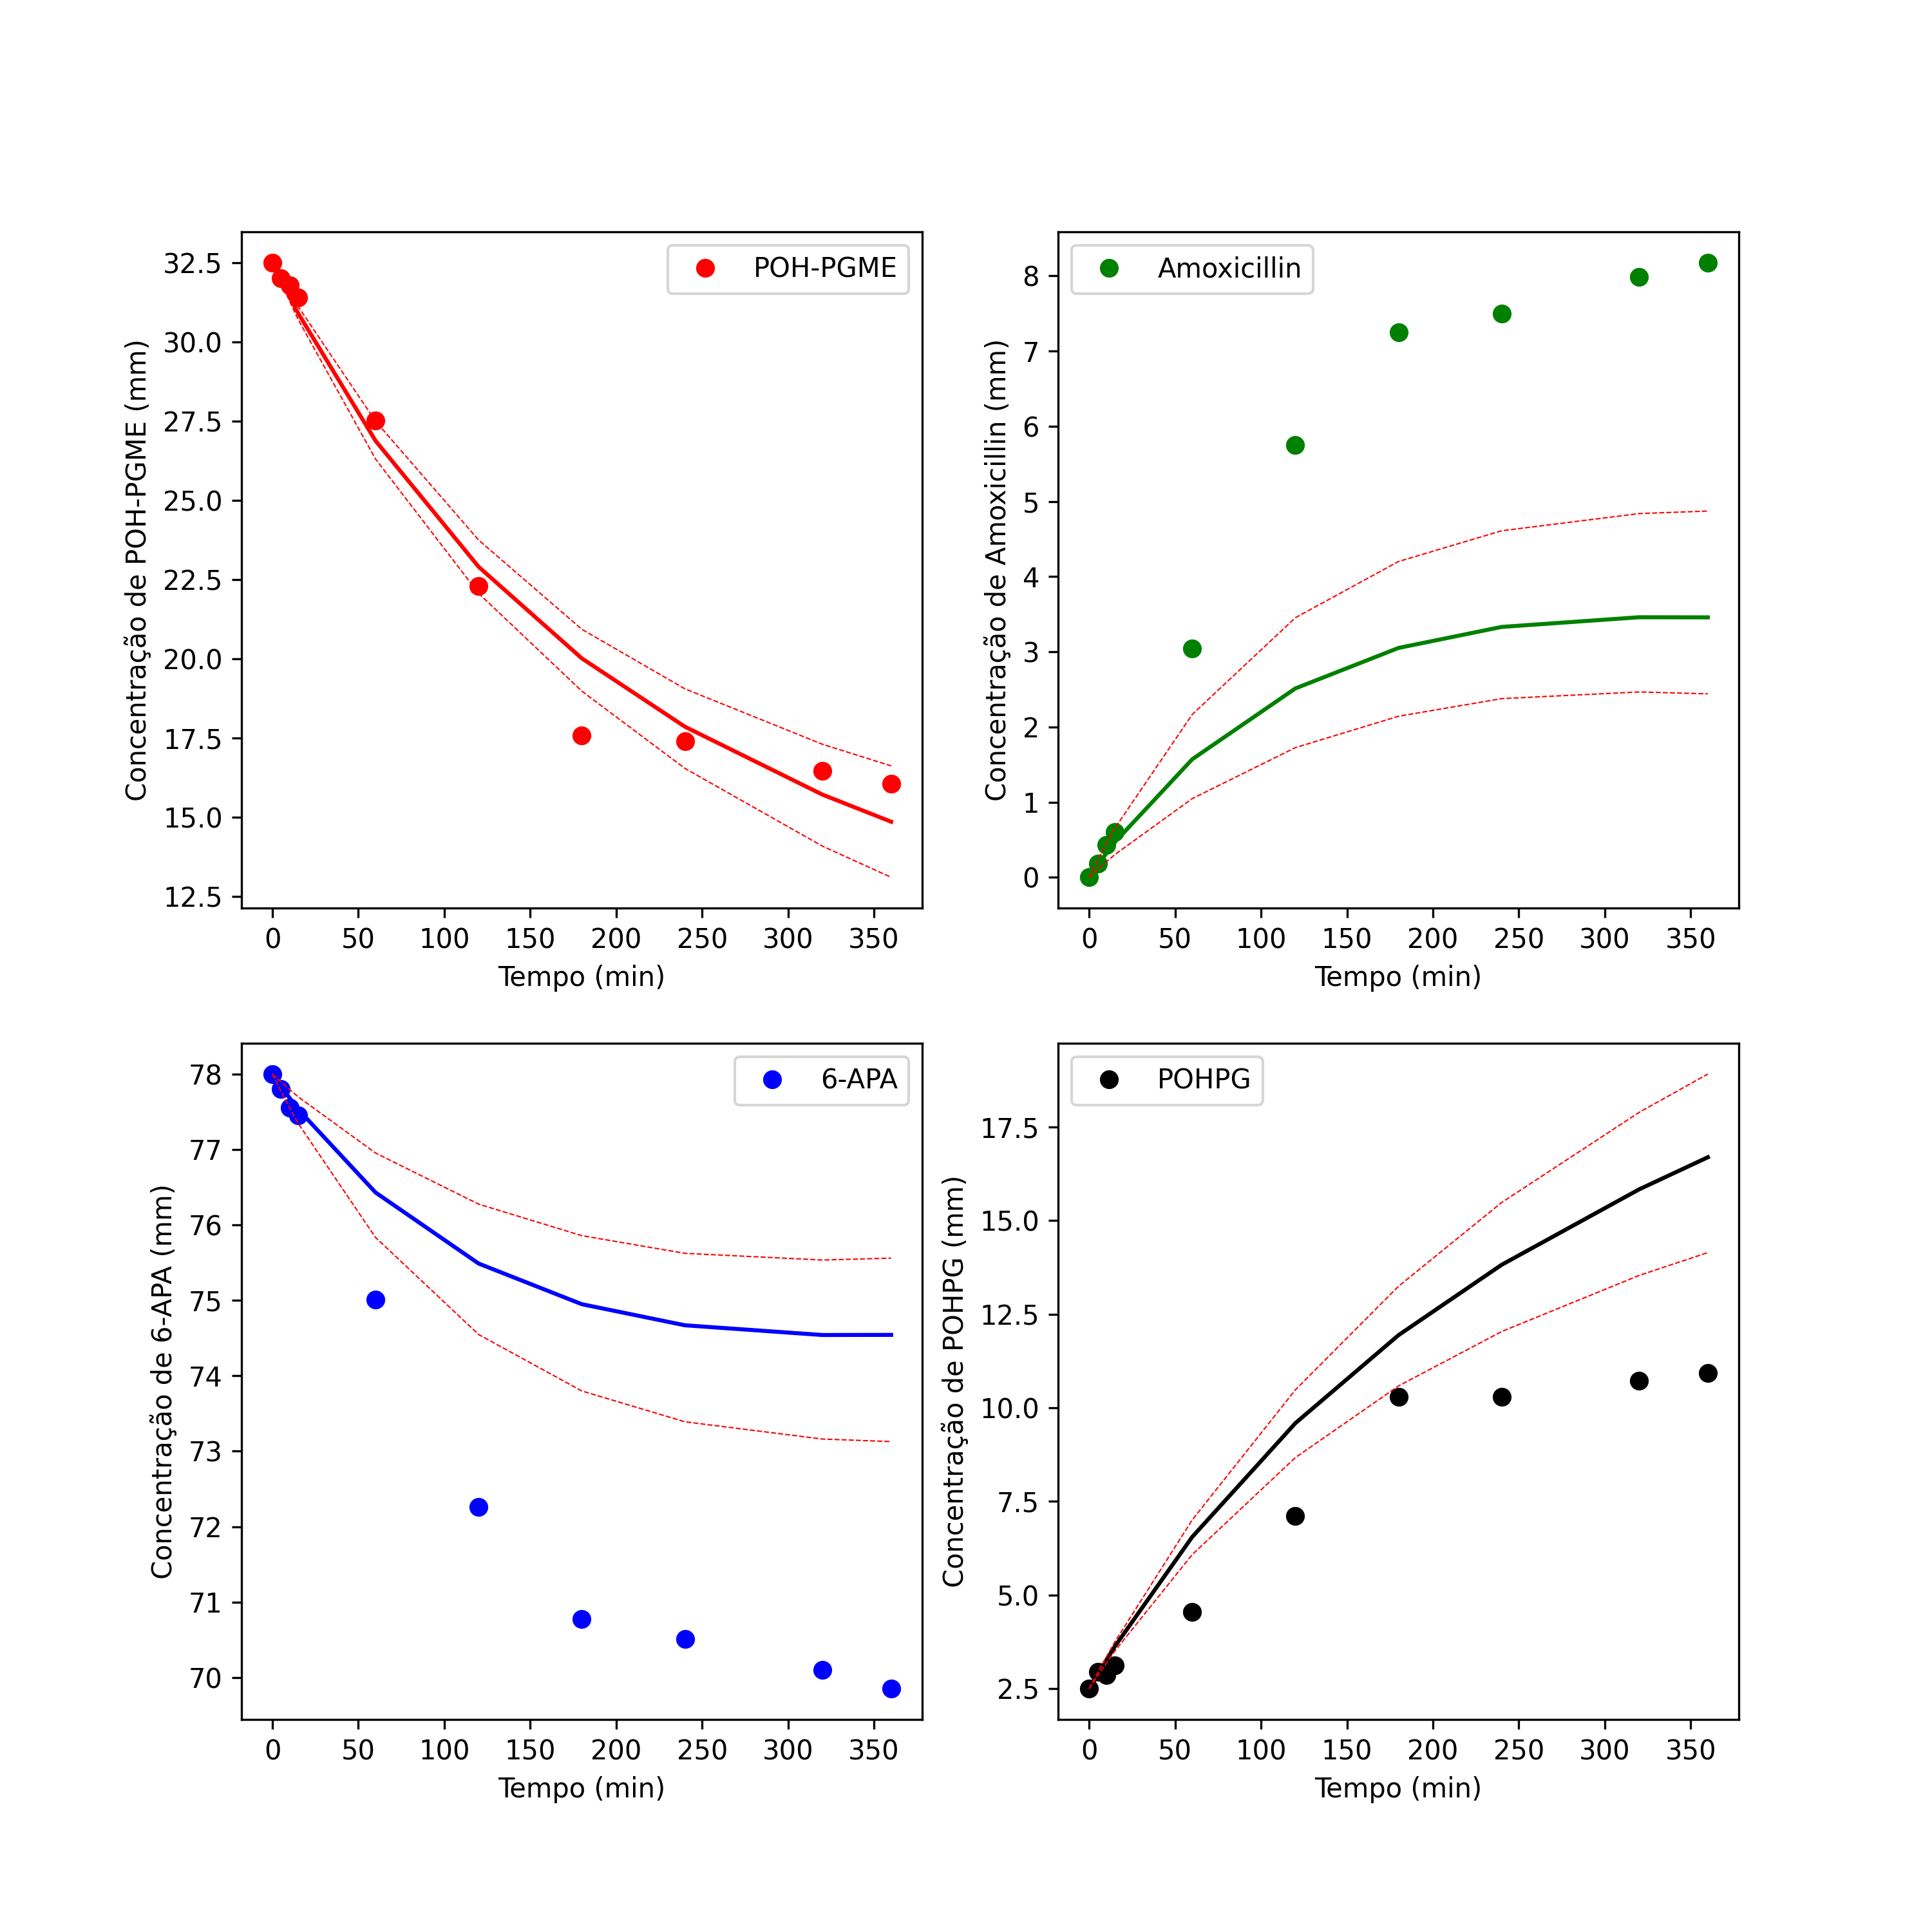 POH-PGME
Concentração de POH-PGME (mm)
32.5
30.0
27.5
25.0
22.5
20.0
17.5
15.0
12.5
0 50 100 150 200 250 300 350
Tempo (min)
Amoxicillin
Concentração de Amoxicillin (mm)
8
7
6
5
4
3
2
1
0
0 50 100 150 200 250 300 350
Tempo (min)
6-APA
Concentração de 6-APA (mm)
78
77
76
75
74
73
72
71
70
0 50 100 150 200 250 300 350
Tempo (min)
POHPG
Concentração de POHPG (mm)
17.5
15.0
12.5
10.0
7.5
5.0
2.5
0 50 100 150 200 250 300 350
Tempo (min)